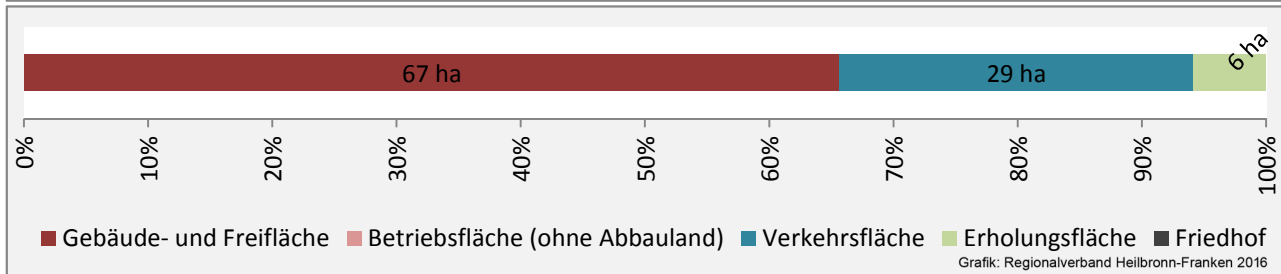 67 ha 29 ha 6 ha
0% 10% 20% 30% 40% 50% 60% 70% 80% 90% 100%
Gebäude- und Freifläche Betriebsfläche (ohne Abbauland) Verkehrsfläche Erholungsfläche Friedhof
Grafik: Regionalverband Heilbronn-Franken 2016